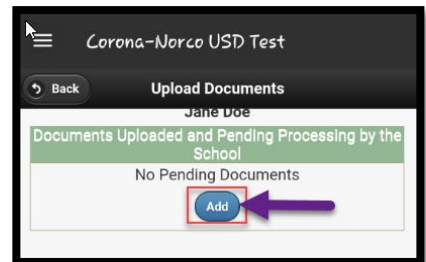 Corona-Norco USD Test
Back
Upload Documents
Jane Doe
Documents Uploaded and Pending Processing by the
School
No Pending Documents
Add